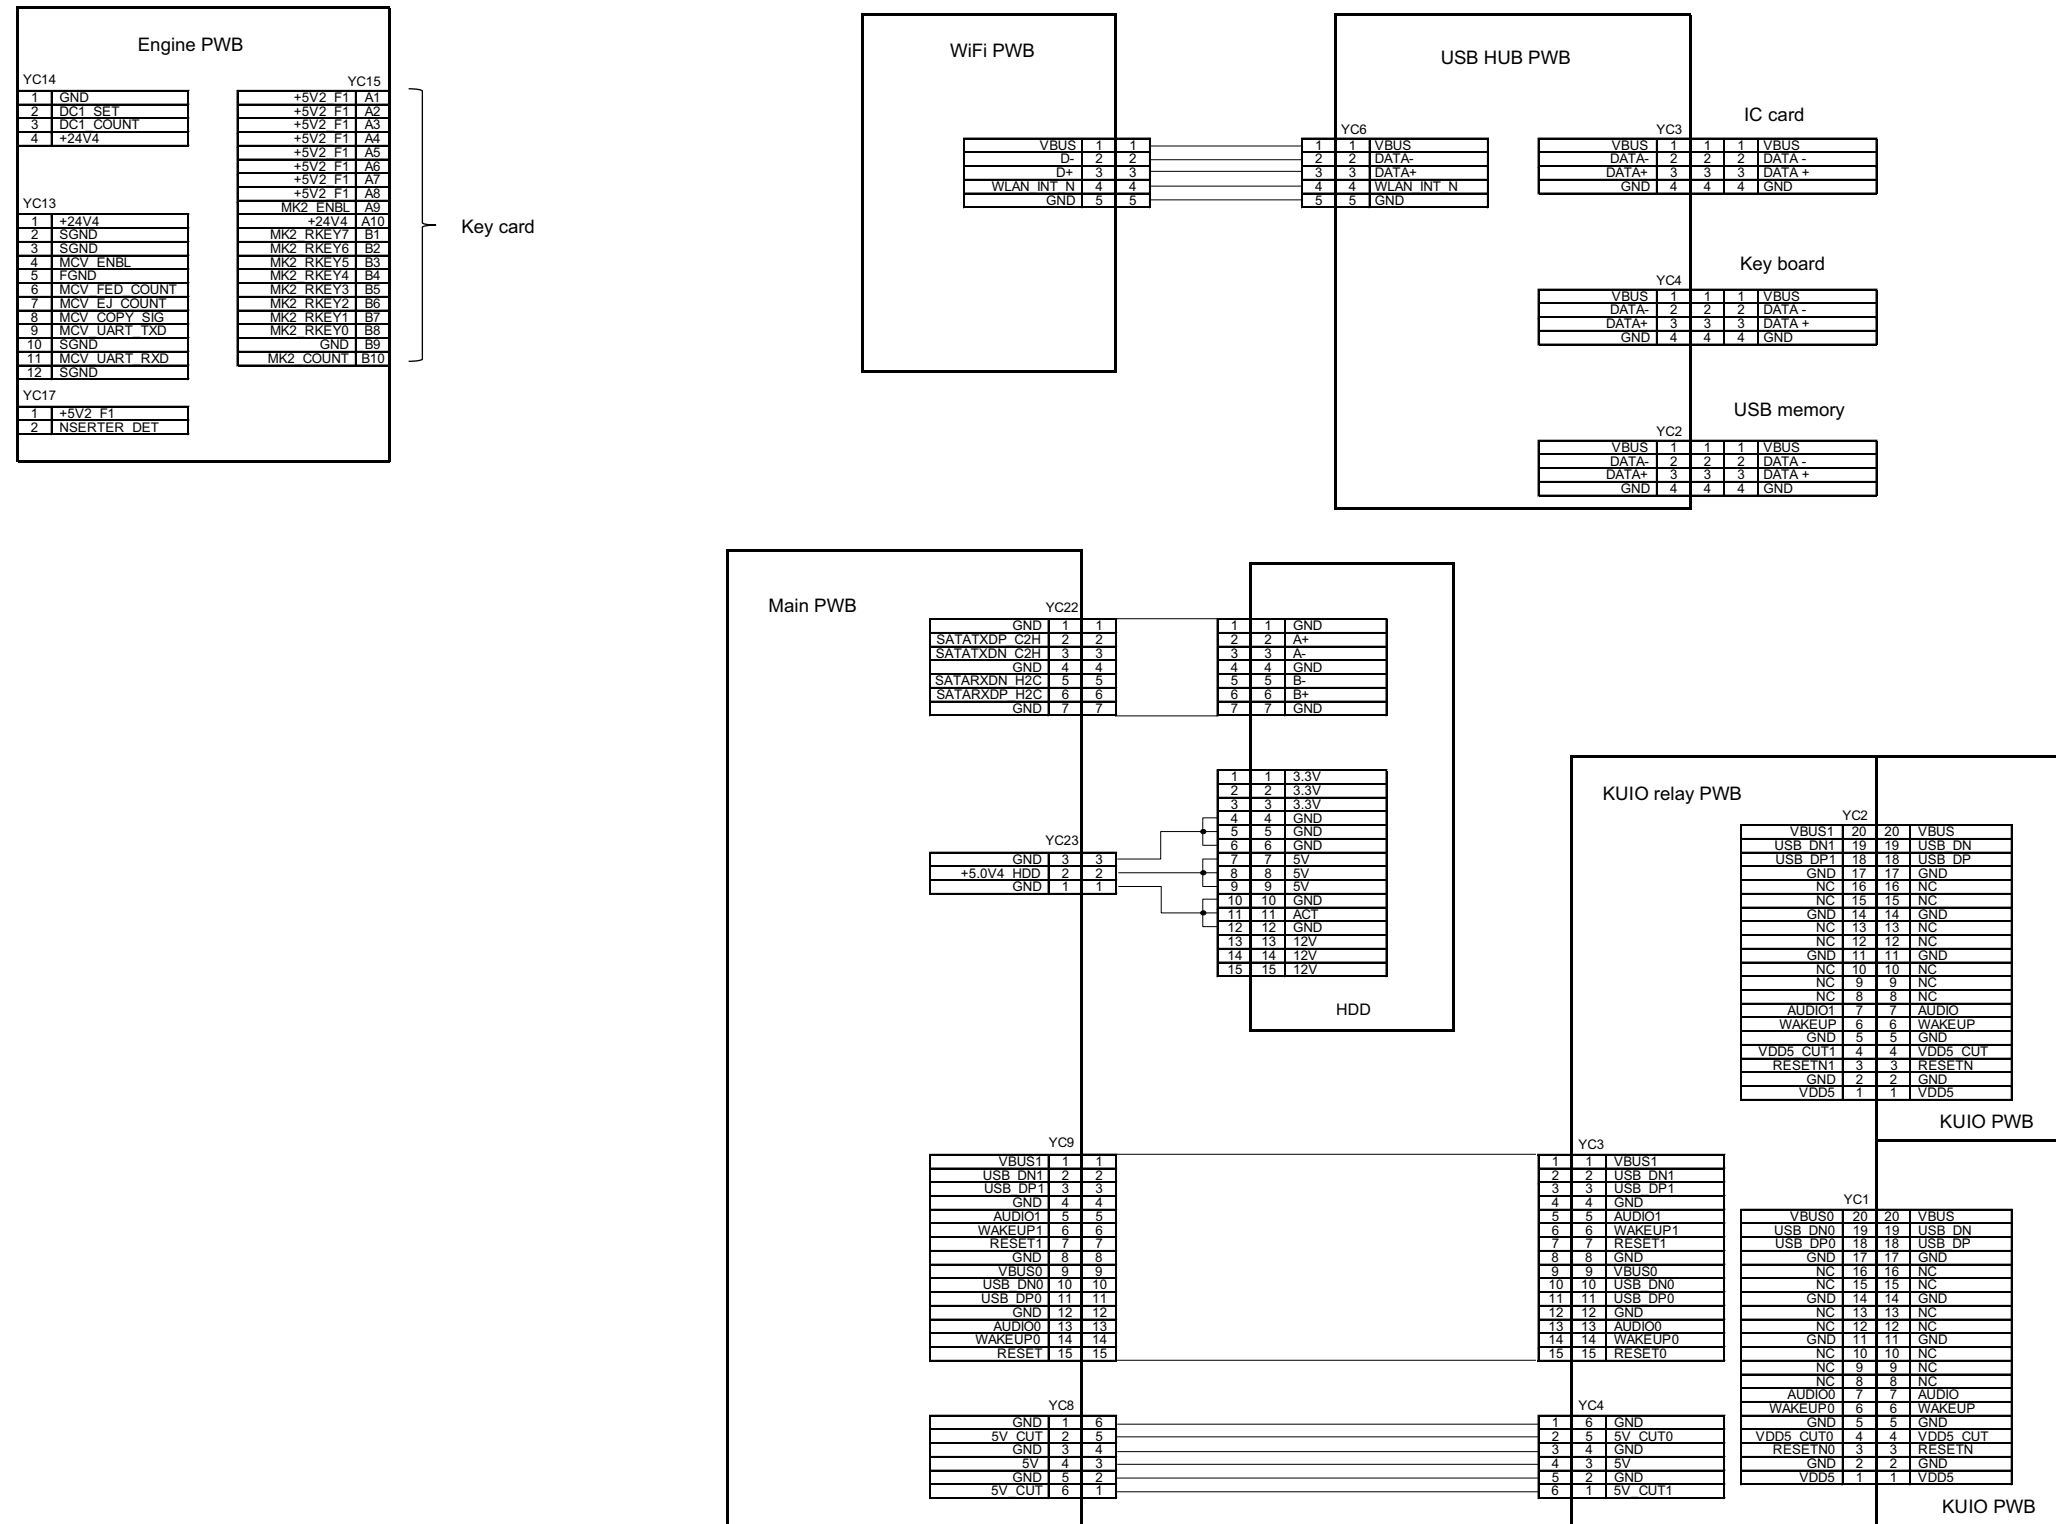 Engine PWB
YC14
1 GND
2 DC1_SET
3 DC1_COUNT
4 +24V4
YC13
1 +24V4
2 SGND
3 SGND
4 MCV_ENBL
5 FGND
6 MCV_FED_COUNT
7 MCV_EJ_COUNT
8 MCV_COPY_SIG
9 MCV_UART_TXD
10 SGND
11 MCV_UART_RXD
12 SGND
YC17
1 +5V2_F1
2 NSERTER_DET
YC15
+5V2_F1 A1
+5V2_F1 A2
+5V2_F1 A3
+5V2_F1 A4
+5V2_F1 A5
+5V2_F1 A6
+5V2_F1 A7
+5V2_F1 A8
MK2_ENBL A9
+24V4 A10
MK2_RKEY7 B1
MK2_RKEY6 B2
MK2_RKEY5 B3
MK2_RKEY4 B4
MK2_RKEY3 B5
MK2_RKEY2 B6
MK2_RKEY1 B7
MK2_RKEY0 B8
GND B9
MK2_COUNT B10
Key card
WiFi PWB
VBUS 1 1
D- 2 2
D+ 3 3
WLAN_INT_N 4 4
GND 5 5
USB HUB PWB
YC6
1 1 VBUS
2 2 DATA-
3 3 DATA+
4 4 WLAN_INT_N
5 5 GND
IC card
YC3
VBUS 1 1 1 VBUS
DATA- 2 2 2 DATA -
DATA+ 3 3 3 DATA +
GND 4 4 4 GND
Key board
YC4
VBUS 1 1 1 VBUS
DATA- 2 2 2 DATA -
DATA+ 3 3 3 DATA +
GND 4 4 4 GND
USB memory
YC2
VBUS 1 1 1 VBUS
DATA- 2 2 2 DATA -
DATA+ 3 3 3 DATA +
GND 4 4 4 GND
Main PWB
YC22
GND 1 1
SATATXDP_C2H 2 2
SATATXDN_C2H 3 3
GND 4 4
SATARXDN_H2C 5 5
SATARXDP_H2C 6 6
GND 7 7
1 1 GND
2 2 A+
3 3 A-
4 4 GND
5 5 B-
6 6 B+
7 7 GND
YC23
GND 3 3
+5.0V4_HDD 2 2
GND 1 1
1 1 3.3V
2 2 3.3V
3 3 3.3V
4 4 GND
5 5 GND
6 6 GND
7 7 5V
8 8 5V
9 9 5V
10 10 GND
11 11 ACT
12 12 GND
13 13 12V
14 14 12V
15 15 12V
HDD
YC9
VBUS1 1 1
USB_DN1 2 2
USB_DP1 3 3
GND 4 4
AUDIO1 5 5
WAKEUP1 6 6
RESET1 7 7
GND 8 8
VBUS0 9 9
USB_DN0 10 10
USB_DP0 11 11
GND 12 12
AUDIO0 13 13
WAKEUP0 14 14
RESET 15 15
YC8
GND 1 6
5V_CUT 2 5
GND 3 4
5V 4 3
GND 5 2
5V_CUT 6 1
KUIO relay PWB
YC3
1 1 VBUS1
2 2 USB_DN1
3 3 USB_DP1
4 4 GND
5 5 AUDIO1
6 6 WAKEUP1
7 7 RESET1
8 8 GND
9 9 VBUS0
10 10 USB_DN0
11 11 USB_DP0
12 12 GND
13 13 AUDIO0
14 14 WAKEUP0
15 15 RESET0
YC4
1 6 GND
2 5 5V_CUT0
3 4 GND
4 3 5V
5 2 GND
6 1 5V_CUT1
YC2
VBUS1 20 20 VBUS
USB_DN1 19 19 USB_DN
USB_DP1 18 18 USB_DP
GND 17 17 GND
NC 16 16 NC
NC 15 15 NC
GND 14 14 GND
NC 13 13 NC
NC 12 12 NC
GND 11 11 GND
NC 10 10 NC
NC 9 9 NC
NC 8 8 NC
AUDIO1 7 7 AUDIO
WAKEUP 6 6 WAKEUP
GND 5 5 GND
VDD5_CUT1 4 4 VDD5_CUT
RESETN1 3 3 RESETN
GND 2 2 GND
VDD5 1 1 VDD5
KUIO PWB
YC1
VBUS0 20 20 VBUS
USB_DN0 19 19 USB_DN
USB_DP0 18 18 USB_DP
GND 17 17 GND
NC 16 16 NC
NC 15 15 NC
GND 14 14 GND
NC 13 13 NC
NC 12 12 NC
GND 11 11 GND
NC 10 10 NC
NC 9 9 NC
NC 8 8 NC
AUDIO0 7 7 AUDIO
WAKEUP0 6 6 WAKEUP
GND 5 5 GND
VDD5_CUT0 4 4 VDD5_CUT
RESETN0 3 3 RESETN
GND 2 2 GND
VDD5 1 1 VDD5
KUIO PWB